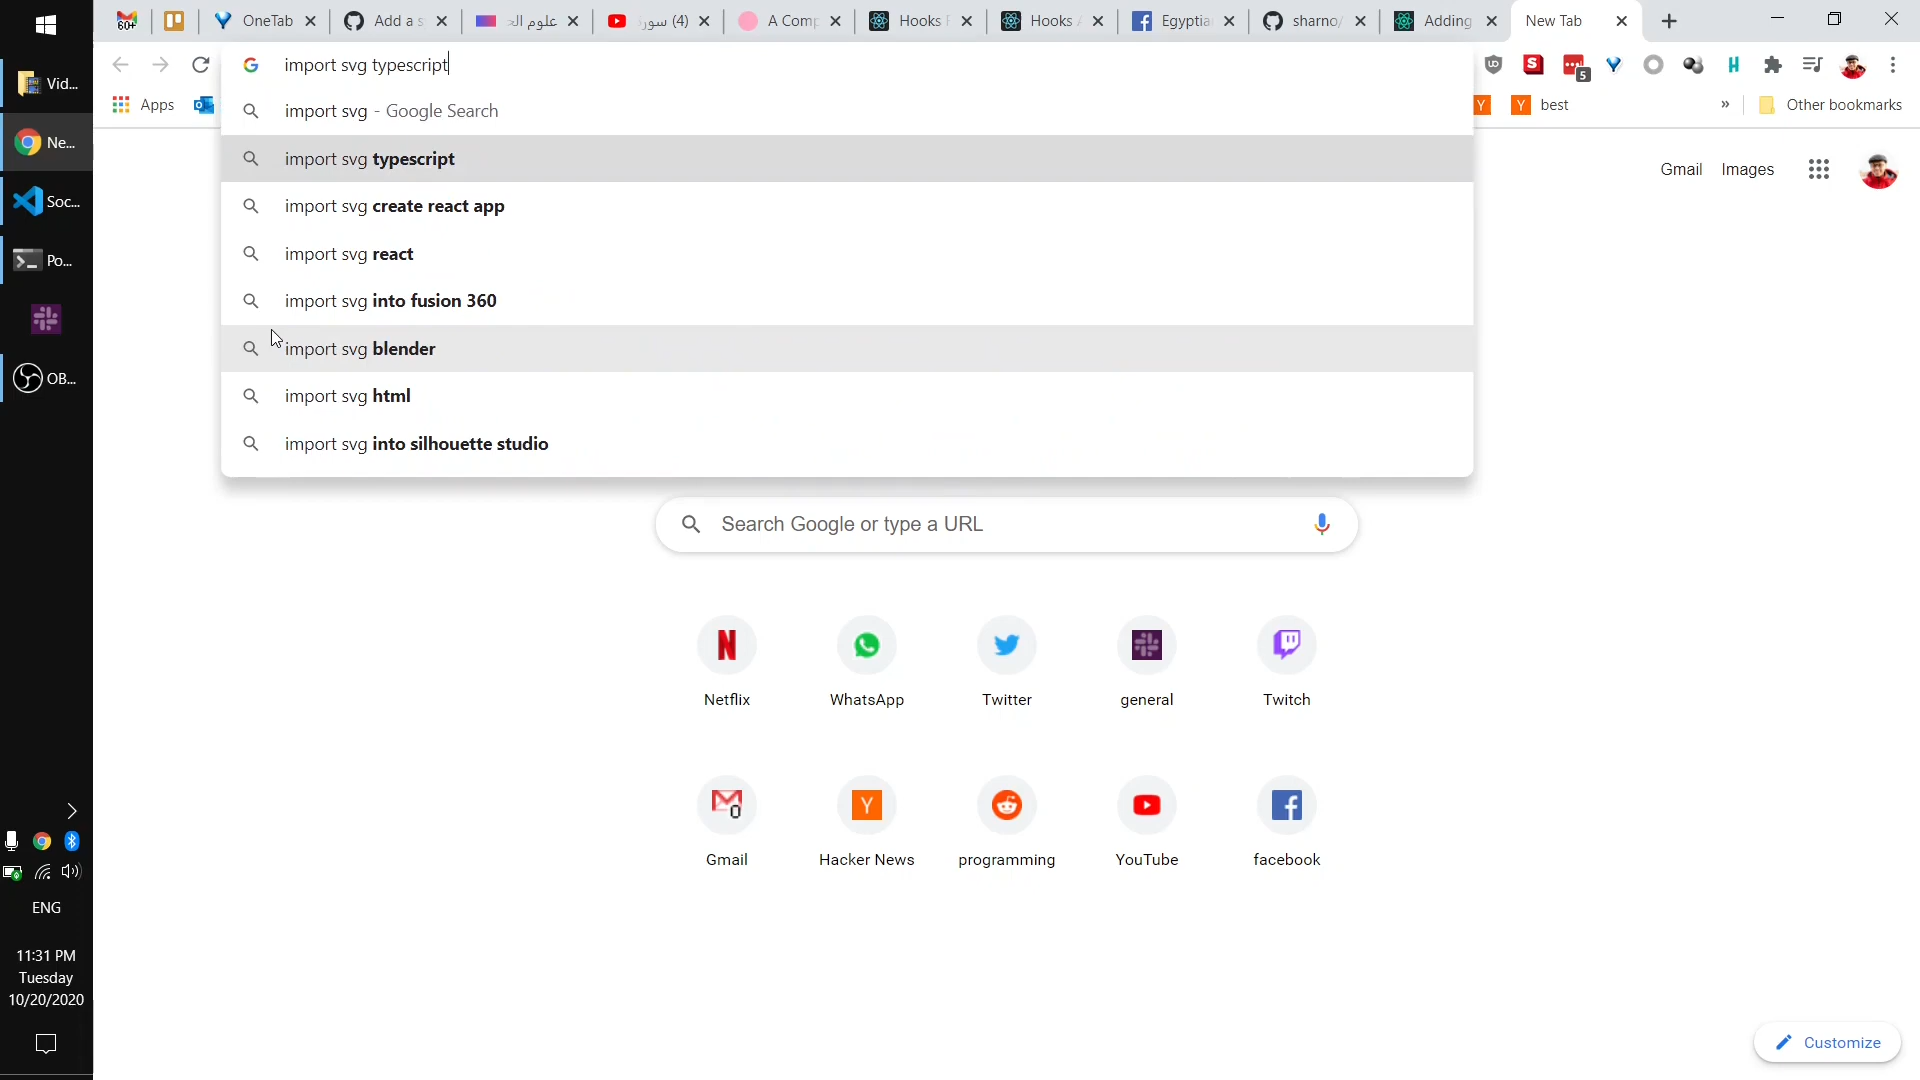 60+
OneTab
Add a s
علوم الح
(4) سورة
A Comp
Hooks F
Hooks A
Egyptia
sharno/
Adding
New Tab
import svg typescript
5
Apps
best
Other bookmarks
import svg - Google Search
import svg typescript
import svg create react app
import svg react
import svg into fusion 360
import svg blender
import svg html
import svg into silhouette studio
Gmail Images
Search Google or type a URL
Netflix
WhatsApp
Twitter
general
Twitch
Gmail
Hacker News
programming
YouTube
facebook
Customize
Vid...
Ne...
Soc...
Po...
OB...
ENG
11:31 PM
Tuesday
10/20/2020